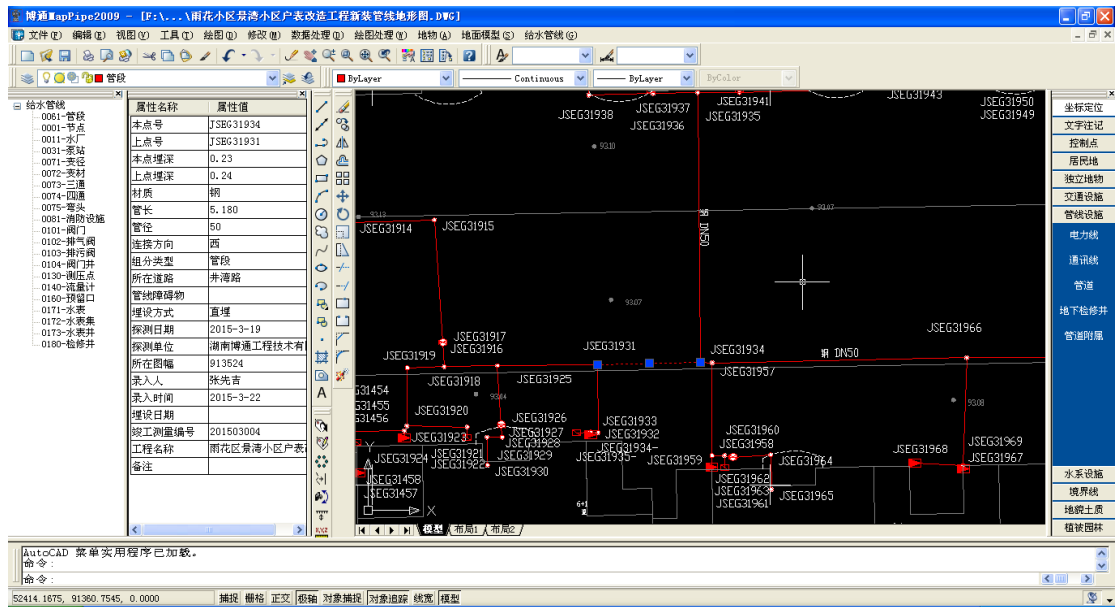 博通MapPipe2009 - [F:\...\雨花小区景湾小区户表改造工程新装管线地形图.DWG]
文件(F) 编辑(E) 视图(V) 工具(T) 绘图(D) 修改(M) 数据处理(D) 绘图处理(W) 地物(A) 地面模型(S) 给水管线(G)
管段 ByLayer Continuous ByLayer ByColor
给水管线
0061-管段
0001-节点
0011-水厂
0031-泵站
0071-变径
0072-变材
0073-三通
0074-四通
0075-弯头
0081-消防设施
0101-阀门
0102-排气阀
0103-排污阀
0104-阀门井
0130-测压点
0140-流量计
0160-预留口
0171-水表
0172-水表集
0173-水表井
0180-检修井
属性名称 属性值
本点号 JSEG31934
上点号 JSEG31931
本点埋深 0.23
上点埋深 0.24
材质 钢
管长 5.180
管径 50
连接方向 西
组分类型 管段
所在道路 井湾路
管线障碍物
埋设方式 直埋
探测日期 2015-3-19
探测单位 湖南博通工程技术有
所在图幅 913524
录入人 张先吉
录入时间 2015-3-22
埋设日期
竣工测量编号 201503004
工程名称 雨花区景湾小区户表
备注
JSEG31938
JSEG31937
JSEG31936
JSEG31941
JSEG31935
JSEG31943
JSEG31950
JSEG31949
93.10
93.13
93.07
JSEG31914
JSEG31915
钢 DN50
93.07
JSEG31917
JSEG31916
JSEG31919
JSEG31931
JSEG31934
JSEG31966
钢 DN50
JSEG31957
JSEG31918
JSEG31925
G31454
93.04
93.08
G31455
G31456
JSEG31920
JSEG31926
JSEG31927
JSEG31928
JSEG31933
JSEG31932
JSEG31934-
JSEG31935-
JSEG31923
JSEG31921
JSEG31922
JSEG31924
JSEG31929
JSEG31930
JSEG31960
JSEG31958
JSEG31959
JSEG31964
JSEG31968
JSEG31969
JSEG31967
JSEG31962
JSEG31963
JSEG31961
JSEG31965
JSEG31458
JSEG31457
Y
X
6+1
模型 布局1 布局2
坐标定位
文字注记
控制点
居民地
独立地物
交通设施
管线设施
电力线
通讯线
管道
地下检修井
管道附属
水系设施
境界线
地貌土质
植被园林
AutoCAD 菜单实用程序已加载。
命令:
命令:
52414.1675, 91360.7545, 0.0000 捕捉 栅格 正交 极轴 对象捕捉 对象追踪 线宽 模型